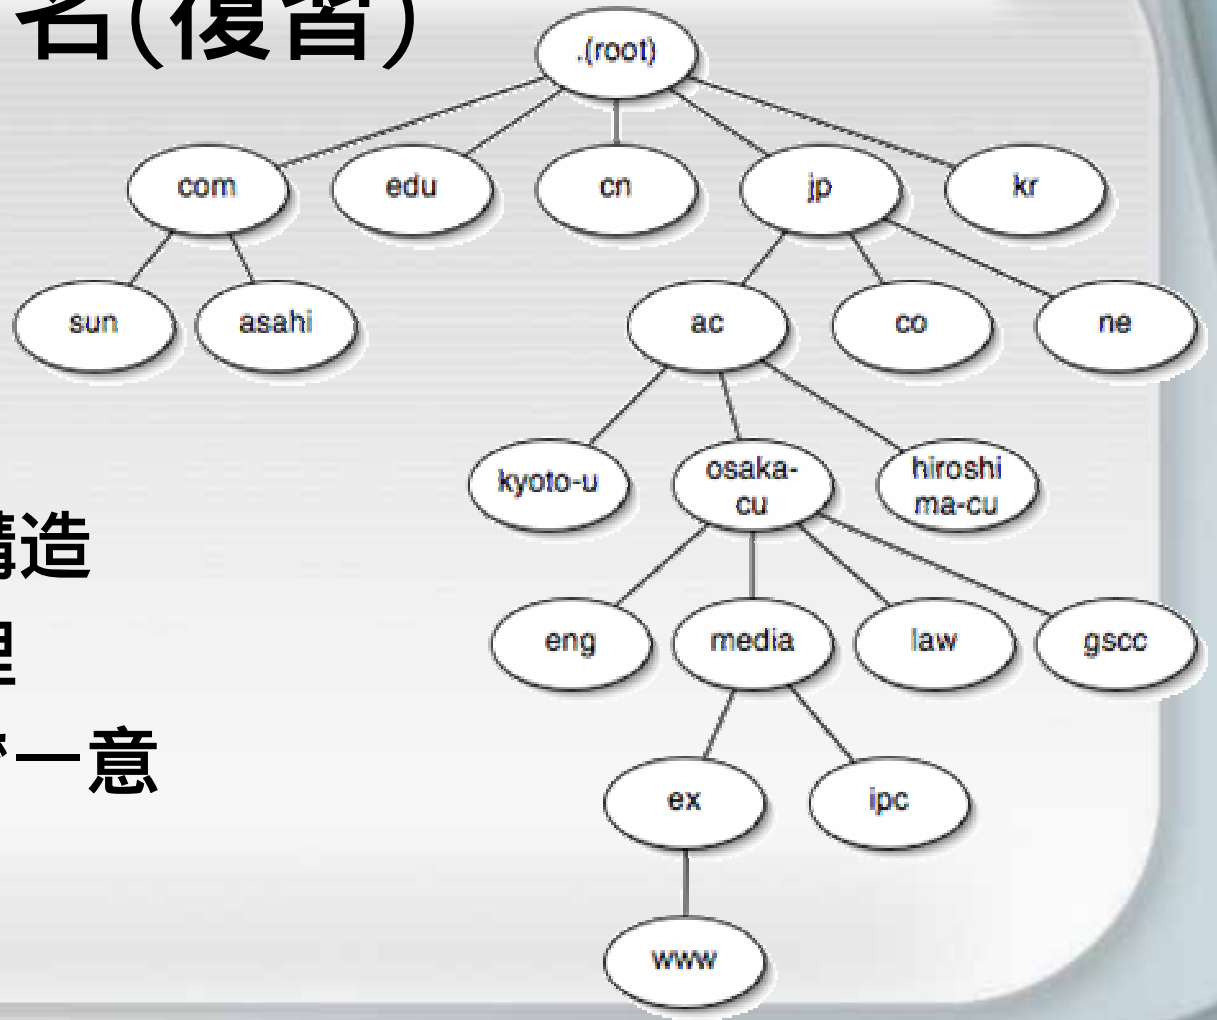 名(復習)
.(root)
com
edu
cn
jp
kr
sun
asahi
ac
co
ne
kyoto-u
osaka-
cu
hiroshi
ma-cu
構造
理
一意
eng
media
law
gscc
ex
ipc
www